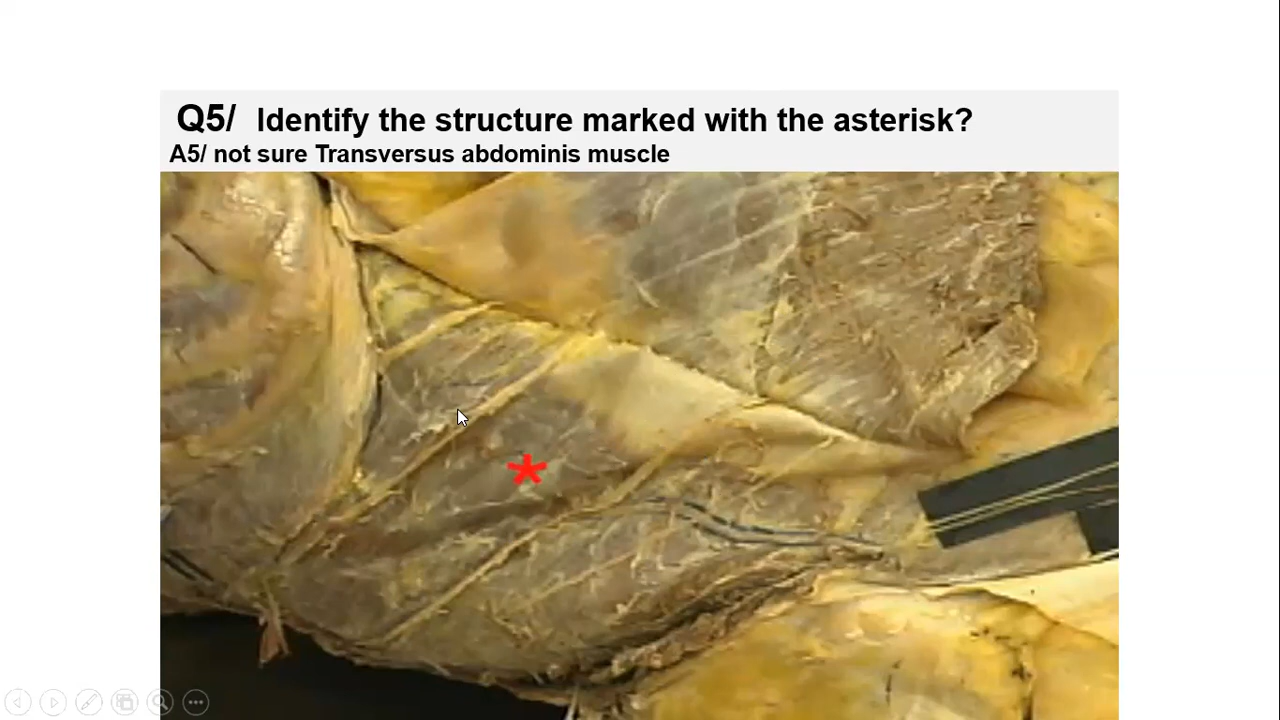 Q5/ Identify the structure marked with the asterisk?
A5/ not sure Transversus abdominis muscle